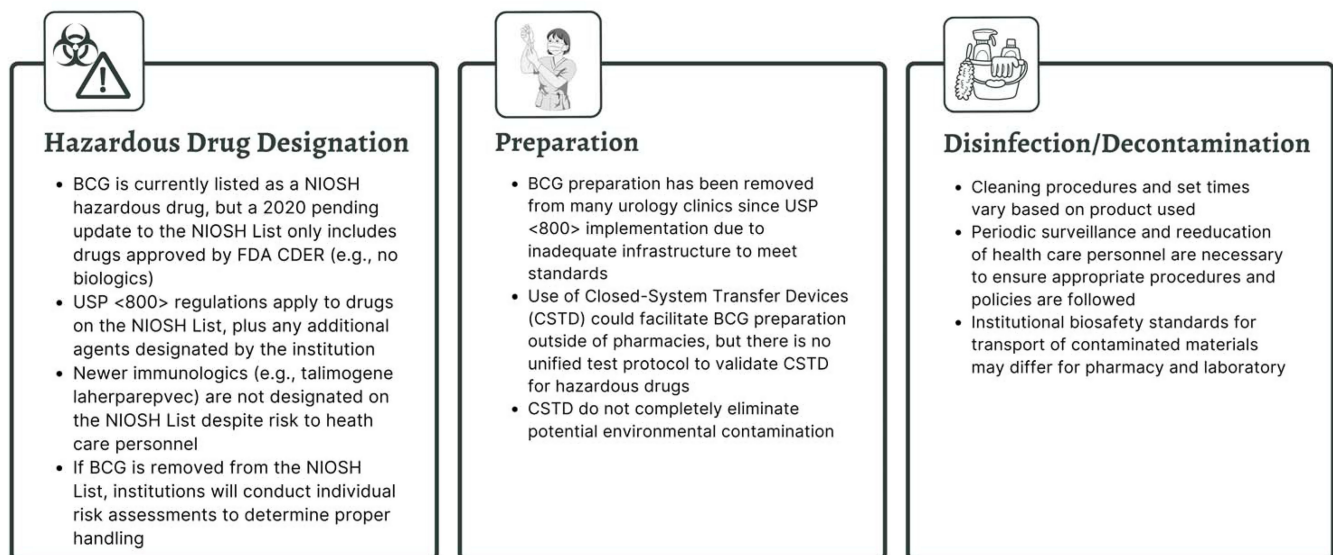 Hazardous Drug Designation
• BCG is currently listed as a NIOSH
hazardous drug, but a 2020 pending
update to the NIOSH List only includes
drugs approved by FDA CDER (e.g., no
biologics)
• USP <800> regulations apply to drugs
on the NIOSH List, plus any additional
agents designated by the institution
• Newer immunologics (e.g., talimogene
laherparepvec) are not designated on
the NIOSH List despite risk to heath
care personnel
• If BCG is removed from the NIOSH
List, institutions will conduct individual
risk assessments to determine proper
handling
Preparation
• BCG preparation has been removed
from many urology clinics since USP
<800> implementation due to
inadequate infrastructure to meet
standards
• Use of Closed-System Transfer Devices
(CSTD) could facilitate BCG preparation
outside of pharmacies, but there is no
unified test protocol to validate CSTD
for hazardous drugs
• CSTD do not completely eliminate
potential environmental contamination
Disinfection/Decontamination
• Cleaning procedures and set times
vary based on product used
• Periodic surveillance and reeducation
of health care personnel are necessary
to ensure appropriate procedures and
policies are followed
• Institutional biosafety standards for
transport of contaminated materials
may differ for pharmacy and laboratory